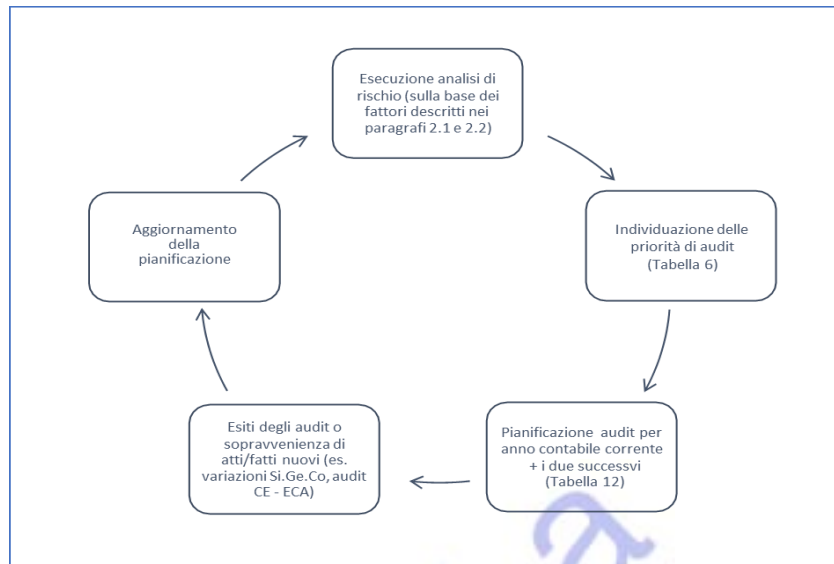 Esecuzione analisi di
rischio (sulla base dei
fattori descritti nei
paragrafi 2.1 e 2.2)
Individuazione delle
priorità di audit
(Tabella 6)
Pianificazione audit per
anno contabile corrente
+ i due successvi
(Tabella 12)
Esiti degli audit o
sopravvenienza di
atti/fatti nuovi (es.
variazioni Si.Ge.Co, audit
CE - ECA)
Aggiornamento
della
pianificazione